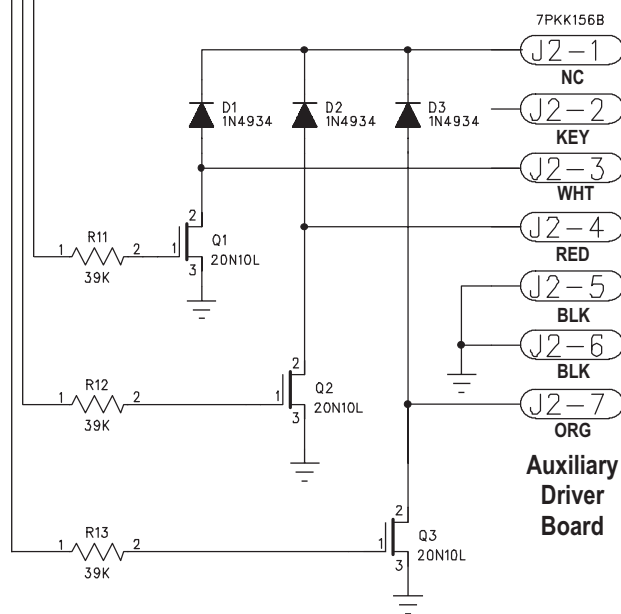 7PKK156B
J2-1
NC
D1
1N4934
D2
1N4934
D3
1N4934
J2-2
KEY
J2-3
WHT
R11
1
2
39K
2
1
3
Q1
20N10L
J2-4
RED
J2-5
BLK
J2-6
BLK
R12
1
2
39K
2
1
3
Q2
20N10L
J2-7
ORG
Auxiliary
Driver
Board
R13
1
2
39K
2
1
3
Q3
20N10L